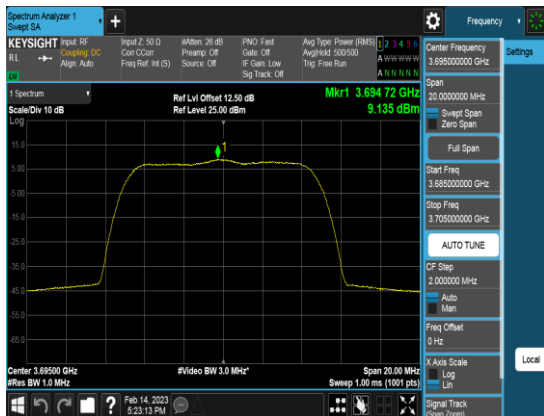 Spectrum Analyzer 1
Swept SA
Frequency
KEYSIGHT
RL
Input: RF
Coupling: DC
Align: Auto
Input Z: 50 Ω
Corr CCorr
Freq Ref: Int (S)
#Atten: 26 dB
Preamp: Off
Source: Off
PNO: Fast
Gate: Off
IF Gain: Low
Sig Track: Off
Avg Type: Power (RMS)
Avg|Hold: 500/500
Trig: Free Run
1 2 3 4 5 6
A W W W W W
A N N N N N
1 Spectrum
Scale/Div 10 dB
Log
Ref Lvl Offset 12.50 dB
Ref Level 25.00 dBm
Mkr1 3.694 72 GHz
9.135 dBm
1
15.0
5.00
-5.00
-15.0
-25.0
-35.0
-45.0
-55.0
-65.0
Center 3.69500 GHz
#Res BW 1.0 MHz
#Video BW 3.0 MHz*
Span 20.00 MHz
Sweep 1.00 ms (1001 pts)
Feb 14, 2023
5:23:13 PM
Center Frequency
3.695000000 GHz
Span
20.0000000 MHz
Swept Span
Zero Span
Full Span
Start Freq
3.685000000 GHz
Stop Freq
3.705000000 GHz
AUTO TUNE
CF Step
2.000000 MHz
Auto
Man
Freq Offset
0 Hz
X Axis Scale
Log
Lin
Signal Track
(Span Zoom)
Settings
Local